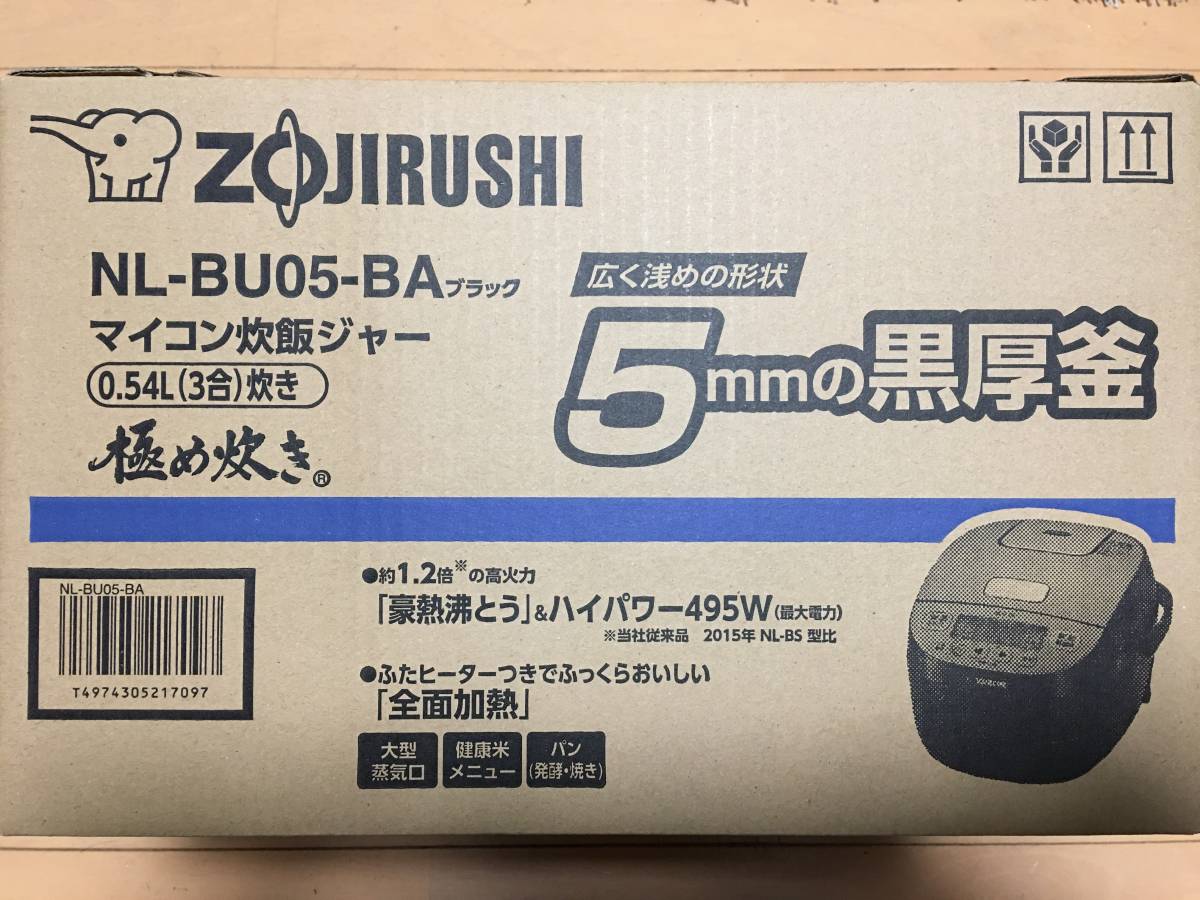 ZOJIRUSHI
NL-BU05-BAブラック
マイコン炊飯ジャー
0.54L(3合)炊き
極め炊き®
広く浅めの形状
5mmの黒厚釜
NL-BU05-BA
T4974305217097
●約1.2倍※の高火力
「豪熱沸とう」&ハイパワー495W(最大電力)
※当社従来品 2015年 NL-BS 型比
●ふたヒーターつきでふっくらおいしい
「全面加熱」
大型
蒸気口
健康米
メニュー
パン
(発酵・焼き)